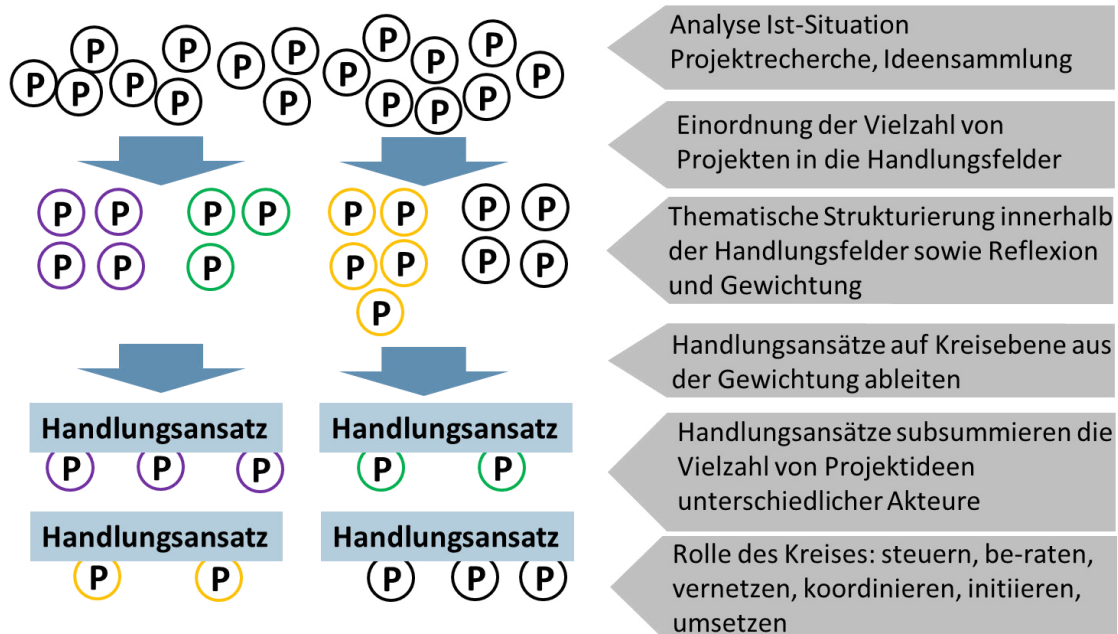 P P P P P P P
P P P P P P P P P P
Analyse Ist-Situation
Projektrecherche, Ideensammlung
Einordnung der Vielzahl von
Projekten in die Handlungsfelder
P P P P P P P P
P P P P P P P
P
Thematische Strukturierung innerhalb
der Handlungsfelder sowie Reflexion
und Gewichtung
Handlungsansätze auf Kreisebene aus
der Gewichtung ableiten
Handlungsansatz
P P P
Handlungsansatz
P P
Handlungsansätze subsummieren die
Vielzahl von Projektideen
unterschiedlicher Akteure
Handlungsansatz
P P
Handlungsansatz
P P P
Rolle des Kreises: steuern, be-raten,
vernetzen, koordinieren, initiieren,
umsetzen